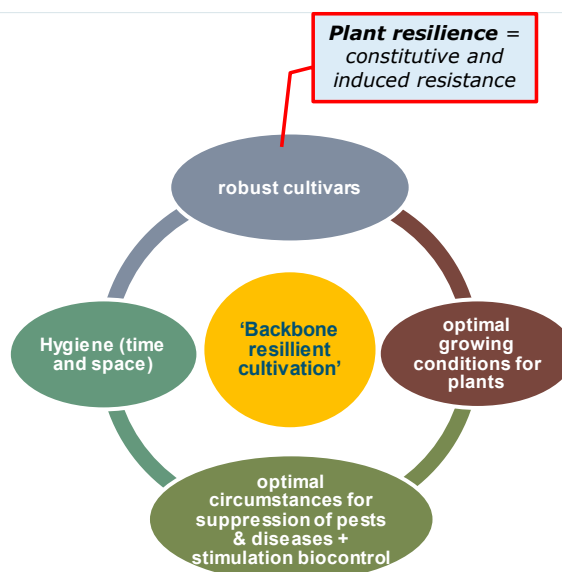 Plant resilience =
constitutive and
induced resistance
robust cultivars
Hygiene (time
and space)
‘Backbone
resillient
cultivation’
optimal
growing
conditions for
plants
optimal
circumstances for
suppression of pests
& diseases +
stimulation biocontrol